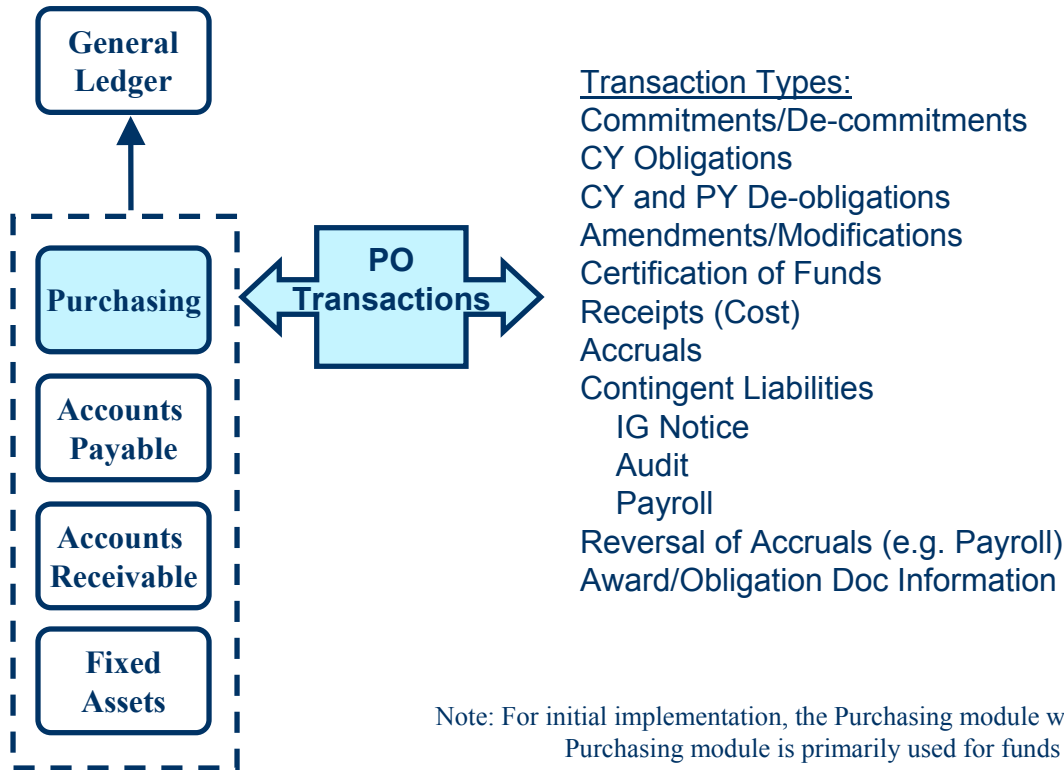 General
Ledger
Purchasing
Accounts
Payable
Accounts
Receivable
Fixed
Assets
PO
Transactions
Transaction Types:
Commitments/De-commitments
CY Obligations
CY and PY De-obligations
Amendments/Modifications
Certification of Funds
Receipts (Cost)
Accruals
Contingent Liabilities
IG Notice
Audit
Payroll
Reversal of Accruals (e.g. Payroll)
Award/Obligation Doc Information
Note: For initial implementation, the Purchasing module
Purchasing module is primarily used for funds